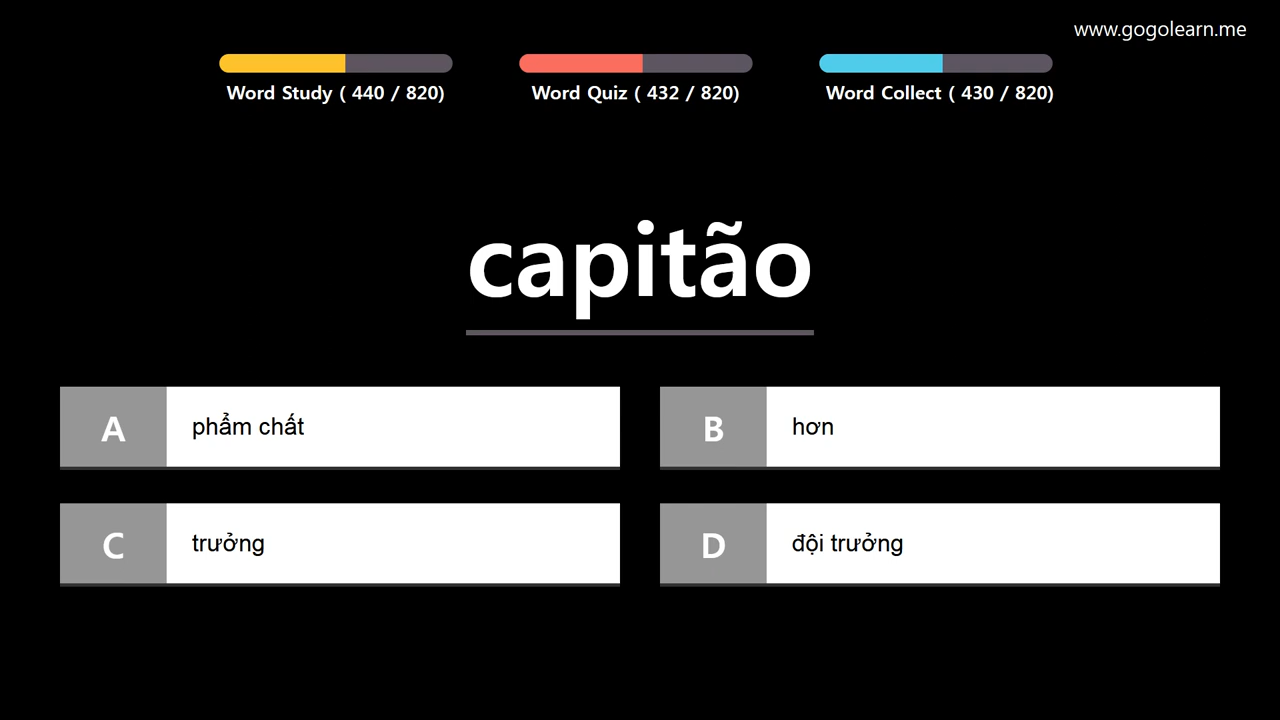 www.gogolearn.me
Word Study ( 440 / 820)
Word Quiz ( 432 / 820)
Word Collect ( 430 / 820)
capitão
A phẩm chất
B hơn
C trưởng
D đội trưởng